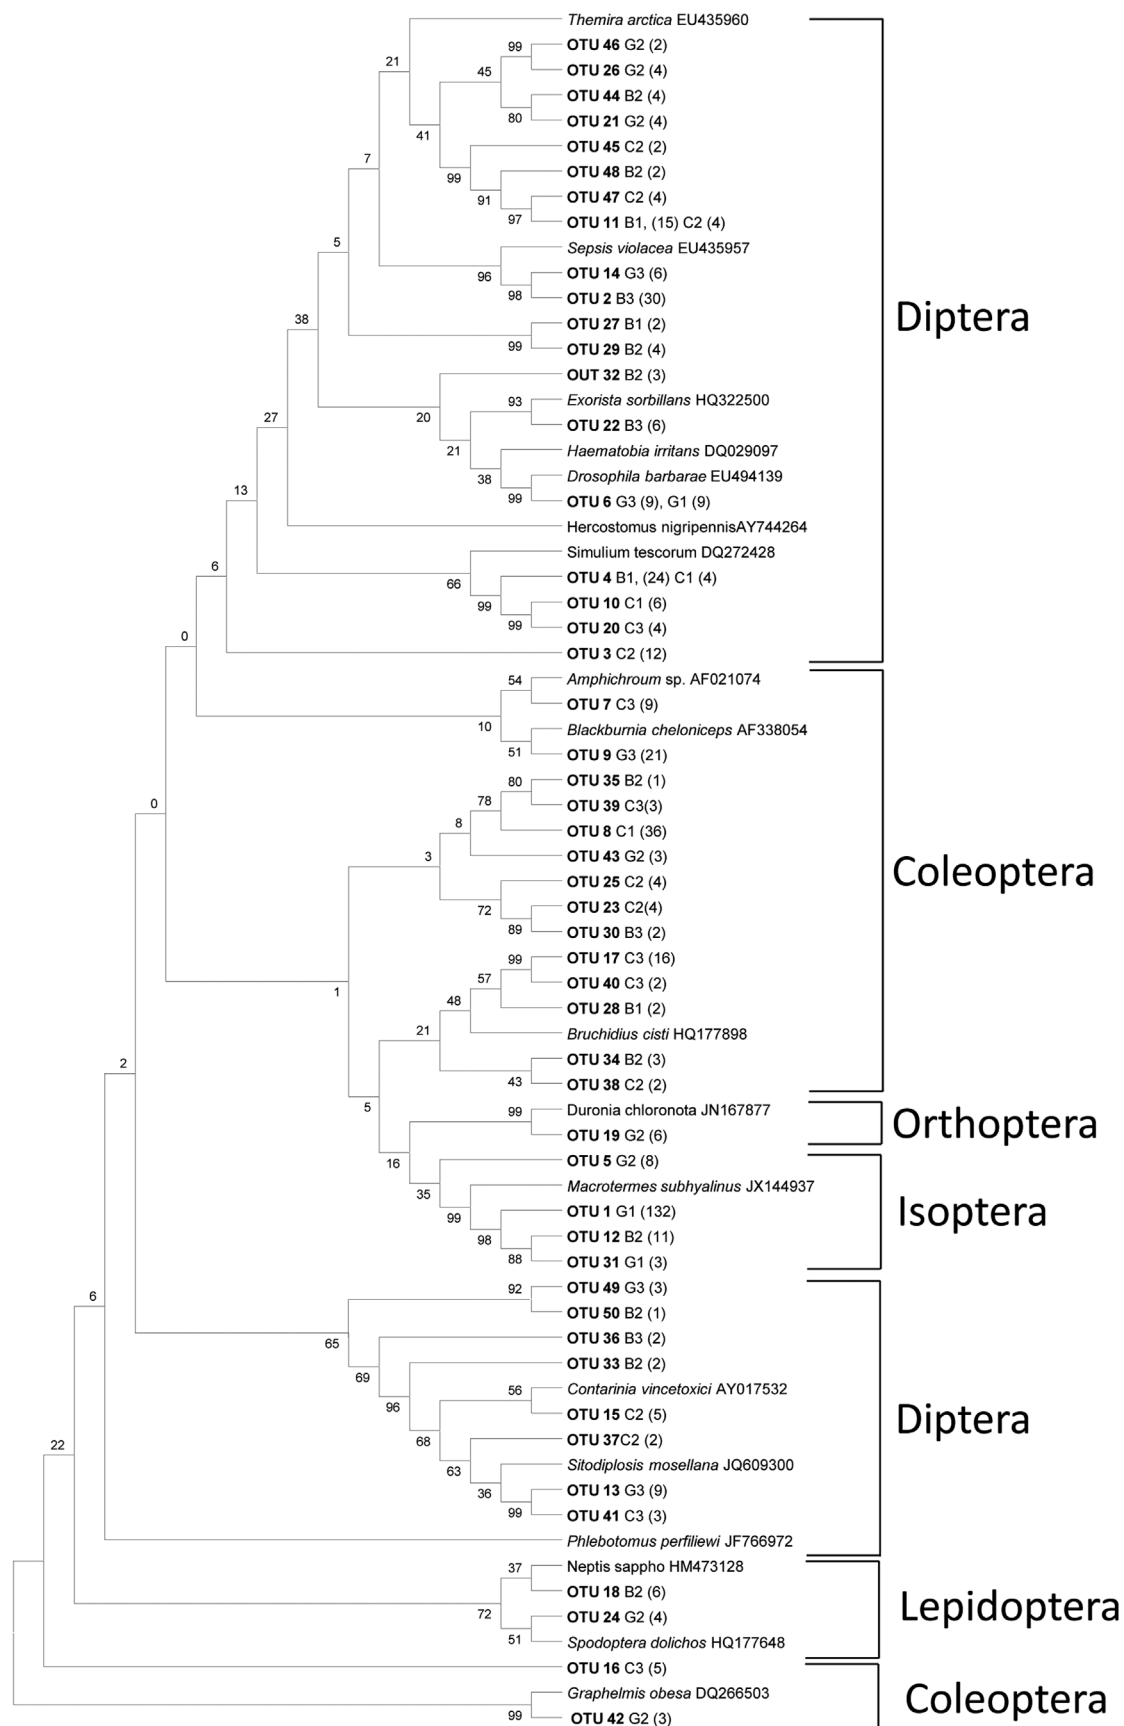 Themira arctica EU435960
99
OTU 46 G2 (2)
21
45
OTU 26 G2 (4)
OTU 44 B2 (4)
80
OTU 21 G2 (4)
41
OTU 45 C2 (2)
7
99
OTU 48 B2 (2)
91
OTU 47 C2 (4)
97
OTU 11 B1, (15) C2 (4)
5
Sepsis violacea EU435957
96
OTU 14 G3 (6)
98
OTU 2 B3 (30)
Diptera
38
OTU 27 B1 (2)
99
OTU 29 B2 (4)
OUT 32 B2 (3)
93
Exorista sorbillans HQ322500
27
20
OTU 22 B3 (6)
21
Haematobia irritans DQ029097
38
Drosophila barbarae EU494139
13
99
OTU 6 G3 (9), G1 (9)
Hercostomus nigripennisAY744264
Simulium tescorum DQ272428
6
66
OTU 4 B1, (24) C1 (4)
99
OTU 10 C1 (6)
99
OTU 20 C3 (4)
0
OTU 3 C2 (12)
54
Amphichroum sp. AF021074
OTU 7 C3 (9)
10
Blackburnia cheloniceps AF338054
51
OTU 9 G3 (21)
80
OTU 35 B2 (1)
0
78
OTU 39 C3(3)
8
OTU 8 C1 (36)
3
OTU 43 G2 (3)
Coleoptera
OTU 25 C2 (4)
72
OTU 23 C2(4)
89
OTU 30 B3 (2)
99
OTU 17 C3 (16)
57
OTU 40 C3 (2)
1
48
OTU 28 B1 (2)
21
Bruchidius cisti HQ177898
2
OTU 34 B2 (3)
43
OTU 38 C2 (2)
5
99
Duronia chloronota JN167877
Orthoptera
OTU 19 G2 (6)
16
OTU 5 G2 (8)
35
Macrotermes subhyalinus JX144937
99
OTU 1 G1 (132)
Isoptera
98
OTU 12 B2 (11)
88
OTU 31 G1 (3)
6
92
OTU 49 G3 (3)
OTU 50 B2 (1)
65
OTU 36 B3 (2)
69
OTU 33 B2 (2)
96
56
Contarinia vincetoxici AY017532
OTU 15 C2 (5)
Diptera
68
OTU 37C2 (2)
22
63
Sitodiplosis mosellana JQ609300
36
OTU 13 G3 (9)
99
OTU 41 C3 (3)
Phlebotomus perfiliewi JF766972
37
Neptis sappho HM473128
OTU 18 B2 (6)
72
OTU 24 G2 (4)
Lepidoptera
51
Spodoptera dolichos HQ177648
OTU 16 C3 (5)
Graphelmis obesa DQ266503
Coleoptera
99
OTU 42 G2 (3)